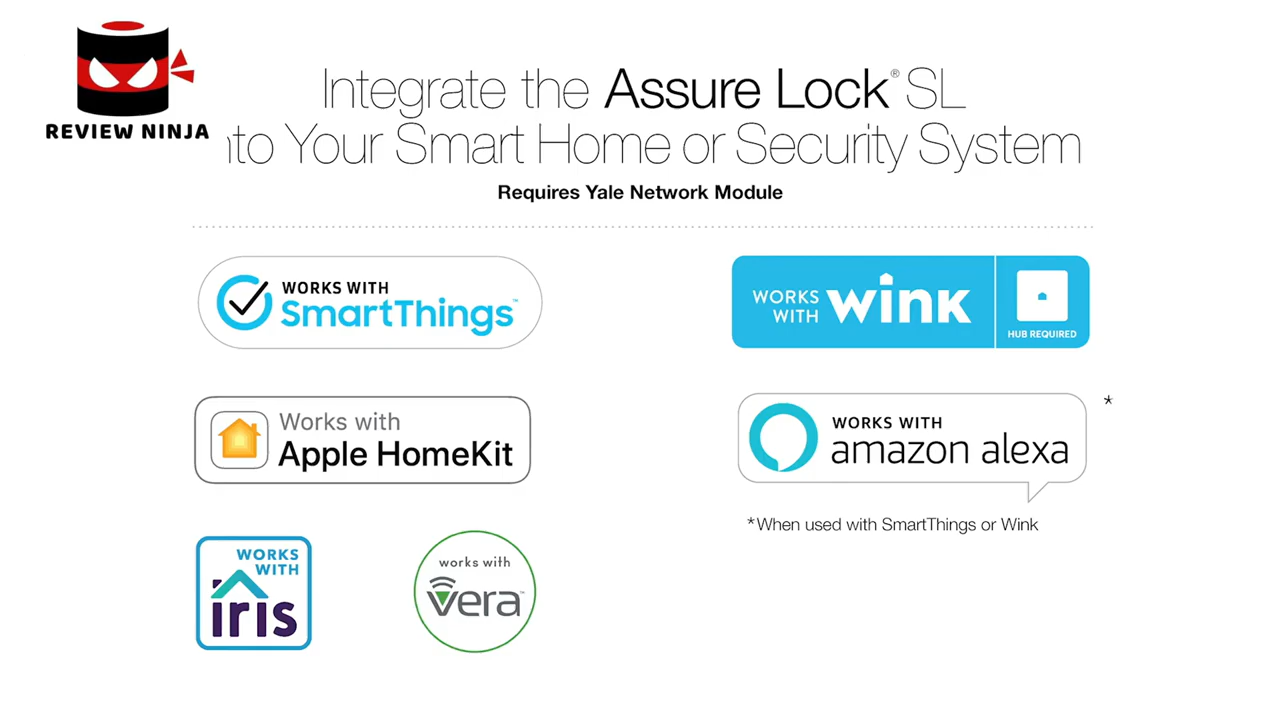 REVIEW NINJA
Integrate the Assure Lock® SL
nto Your Smart Home or Security System
Requires Yale Network Module
WORKS WITH
SmartThings™
WORKS
WITH
wink
HUB REQUIRED
Works with
Apple HomeKit
*
WORKS WITH
amazon alexa
*When used with SmartThings or Wink
WORKS
WITH
iris
works with
vera™